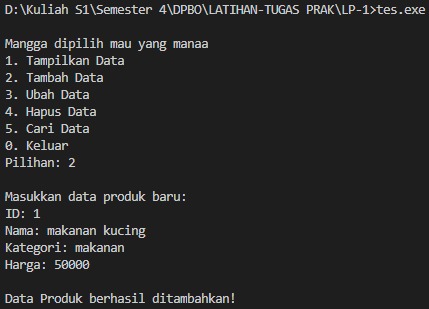 D:\Kuliah S1\Semester 4\DPBO\LATIHAN-TUGAS PRAK\LP-1>tes.exe
Mangga dipilih mau yang manaa
1. Tampilkan Data
2. Tambah Data
3. Ubah Data
4. Hapus Data
5. Cari Data
0. Keluar
Pilihan: 2
Masukkan data produk baru:
ID: 1
Nama: makanan kucing
Kategori: makanan
Harga: 50000
Data Produk berhasil ditambahkan!